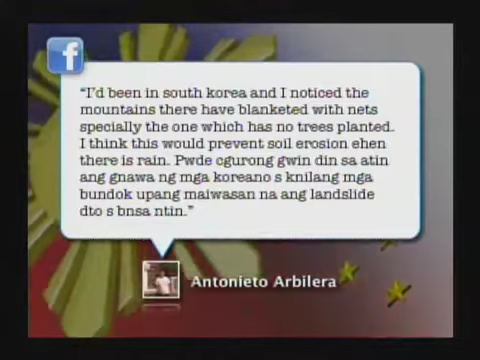 f
“I'd been in south korea and I noticed the
mountains there have blanketed with nets
specially the one which has no trees planted.
I think this would prevent soil erosion ehen
there is rain. Pwde cgurong gwin din sa atin
ang gnawa ng mga koreano s knilang mga
bundok upang maiwasan na ang landslide
dto s bnsa ntin.”
Antonieto Arbilera